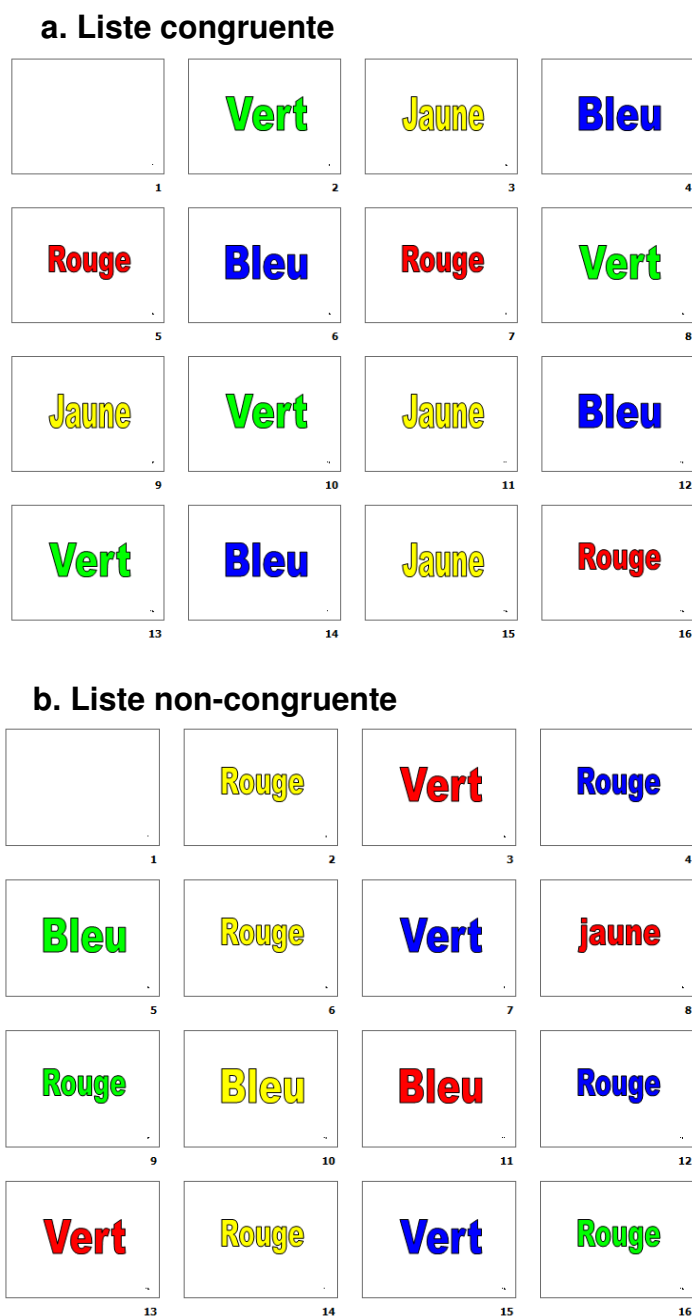 a. Liste congruente
Vert Jaune Bleu
1 2 3 4
Rouge Bleu Rouge Vert
5 6 7 8
Jaune Vert Jaune Bleu
9 10 11 12
Vert Bleu Jaune Rouge
13 14 15 16
b. Liste non-congruente
Rouge Vert Rouge
1 2 3 4
Bleu Rouge Vert jaune
5 6 7 8
Rouge Bleu Bleu Rouge
9 10 11 12
Vert Rouge Vert Rouge
13 14 15 16